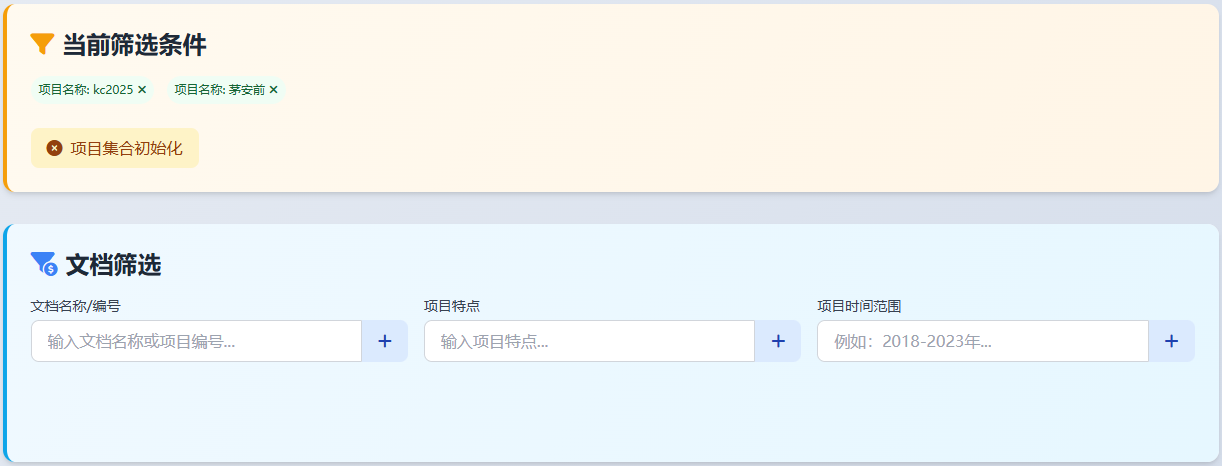 当前筛选条件
项目名称: kc2025 ×
项目名称: 茅安前 ×
项目集合初始化
文档筛选
文档名称/编号
项目特点
项目时间范围
输入文档名称或项目编号...
+
输入项目特点...
+
例如：2018-2023年...
+